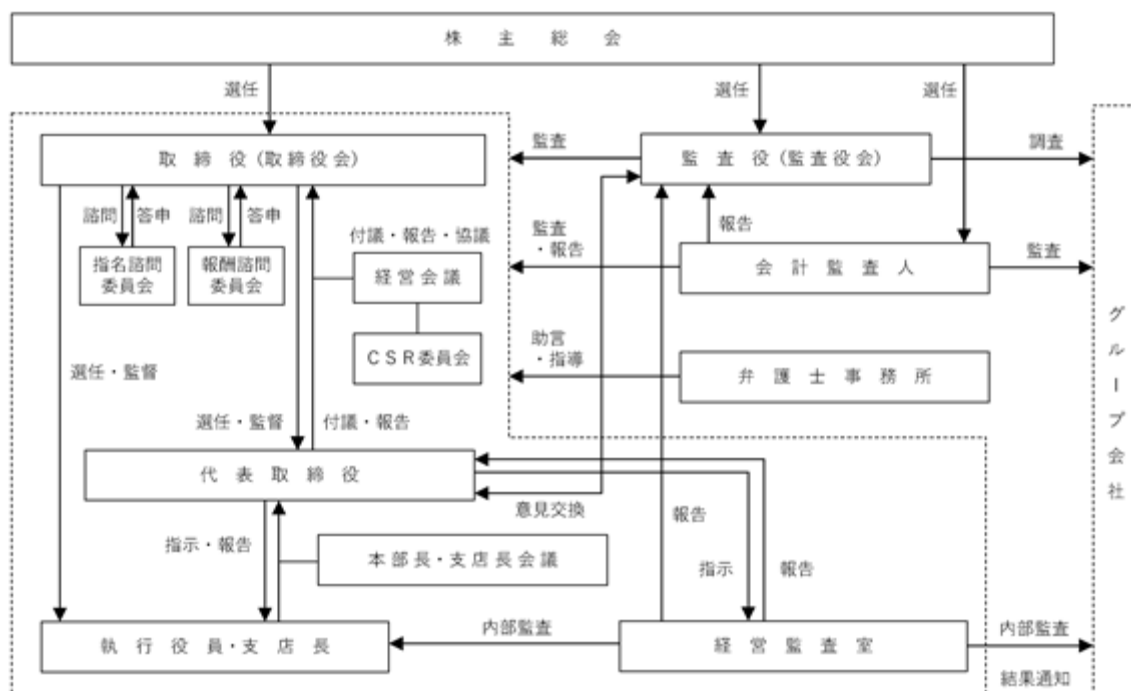 株主総会
選任
選任
選任
取締役(取締役会)
監査
監査役(監査役会)
調査
諮問
答申
諮問
答申
付議・報告・協議
監査
・報告
報告
指名諮問
委員会
報酬諮問
委員会
経営会議
会計監査人
監査
CSR委員会
助言
・指導
弁護士事務所
グループ会社
選任・監督
選任・監督
付議・報告
代表取締役
意見交換
報告
指示・報告
本部長・支店長会議
指示
報告
執行役員・支店長
内部監査
経営監査室
内部監査
結果通知